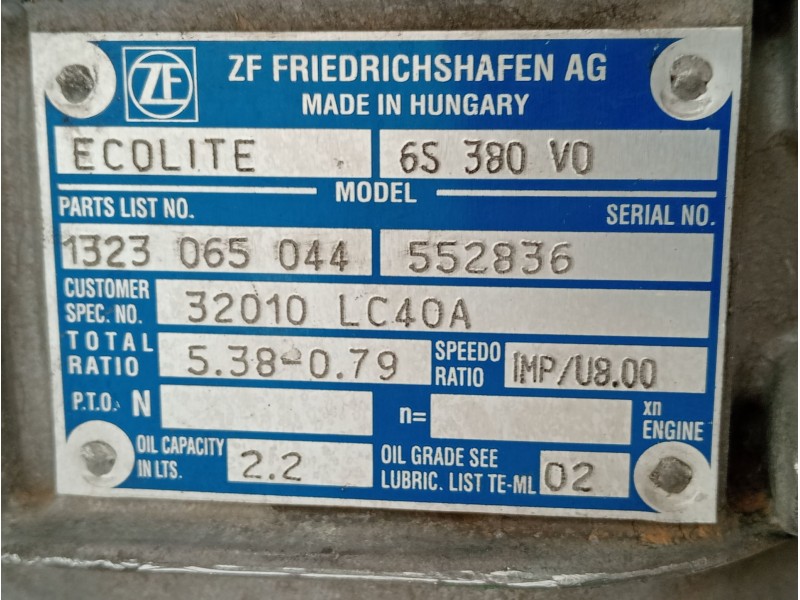 ZF
ZF FRIEDRICHSHAFEN AG
MADE IN HUNGARY
ECOLITE 6S 380 VO
MODEL
PARTS LIST NO. SERIAL NO.
1323 065 044 552836
CUSTOMER SPEC. NO. 32010 LC40A
TOTAL RATIO 5.38-0.79 SPEEDO RATIO IMP/U8.00
P.T.O. N n= xn ENGINE
OIL CAPACITY IN LTS. 2.2 OIL GRADE SEE LUBRIC. LIST TE-ML 02